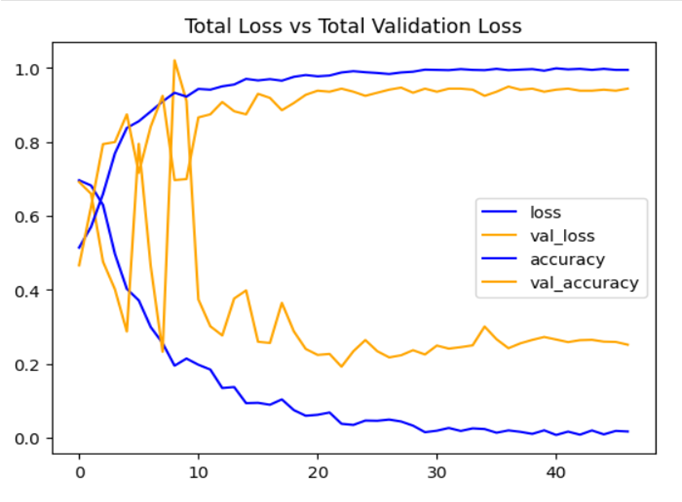 Total Loss vs Total Validation Loss
1.0
0.8
0.6
0.4
0.2
0.0
loss
val_loss
accuracy
val_accuracy
0 10 20 30 40